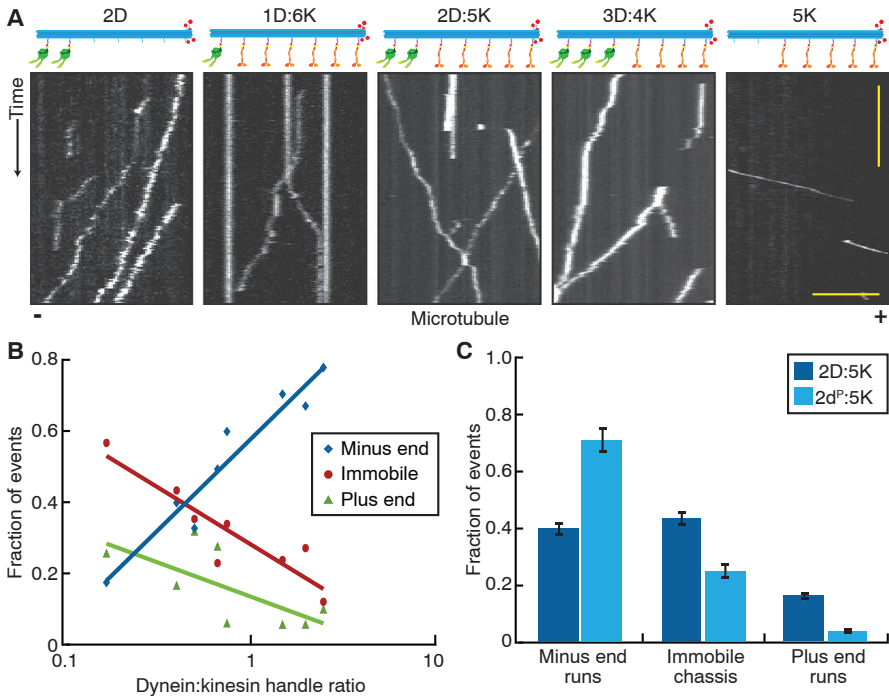 A
2D
1D:6K
2D:5K
3D:4K
5K
Time
-
Microtubule
+
B
0.8
0.6
0.4
0.2
0
0.1
1
10
Fraction of events
Dynein:kinesin handle ratio
Minus end
Immobile
Plus end
C
1.0
0.8
0.6
0.4
0.2
0
Fraction of events
2D:5K
2dᴾ:5K
Minus end
runs
Immobile
chassis
Plus end
runs